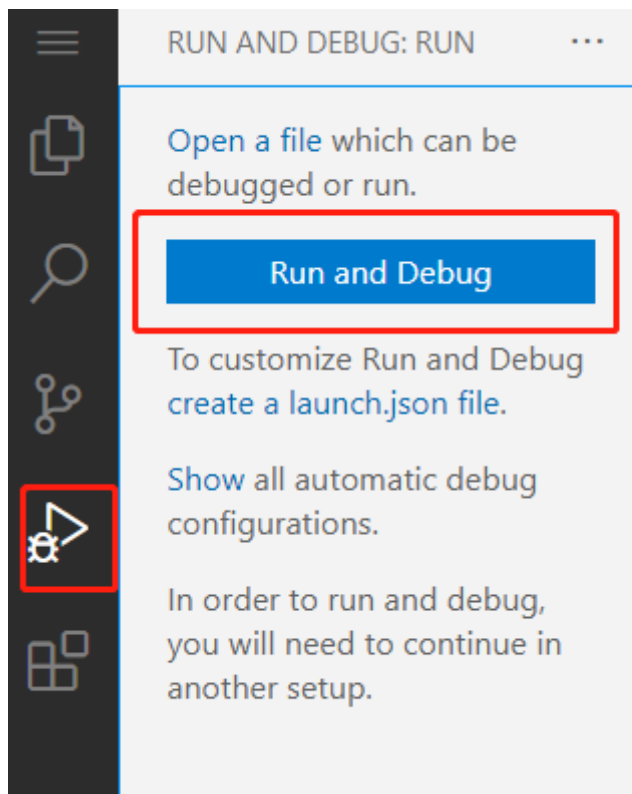 RUN AND DEBUG: RUN ...
Open a file which can be
debugged or run.
Run and Debug
To customize Run and Debug
create a launch.json file.
Show all automatic debug
configurations.
In order to run and debug,
you will need to continue in
another setup.